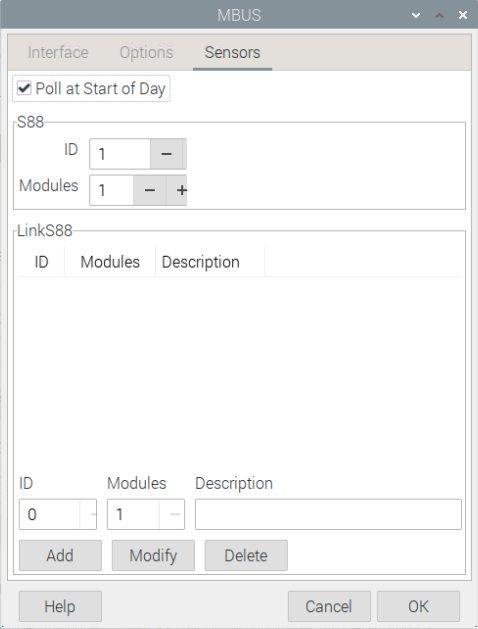 MBUS
Interface Options Sensors
Poll at Start of Day
S88
ID 1 − 
Modules 1 − +
LinkS88
ID Modules Description
ID Modules Description
0 − 1 −
Add Modify Delete
Help Cancel OK